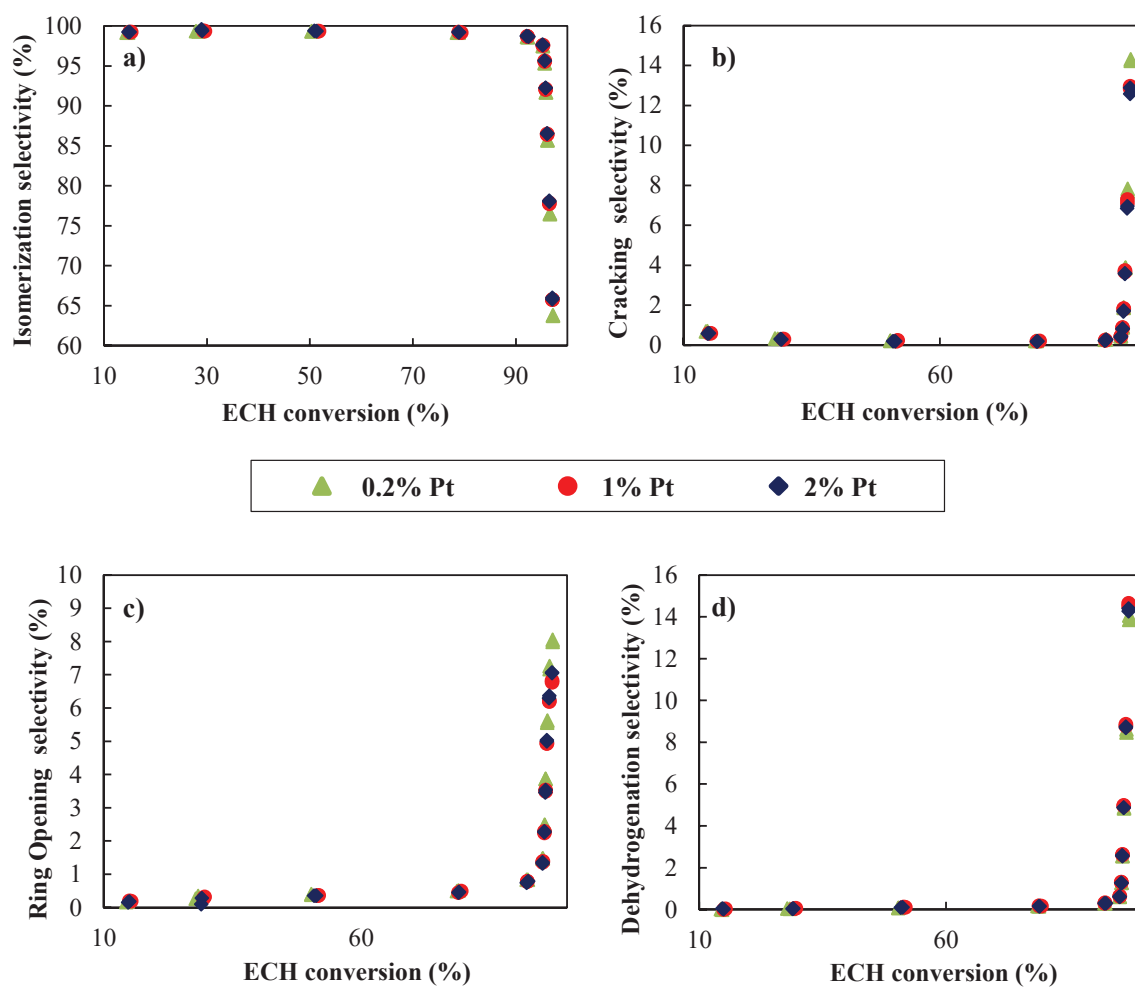 a)
Isomerization selectivity (%)
100
95
90
85
80
75
70
65
60
10 30 50 70 90
ECH conversion (%)
b)
Cracking selectivity (%)
16
14
12
10
8
6
4
2
0
10 60
ECH conversion (%)
0.2% Pt 1% Pt 2% Pt
c)
Ring Opening selectivity (%)
10
9
8
7
6
5
4
3
2
1
0
10 60
ECH conversion (%)
d)
Dehydrogenation selectivity (%)
16
14
12
10
8
6
4
2
0
10 60
ECH conversion (%)